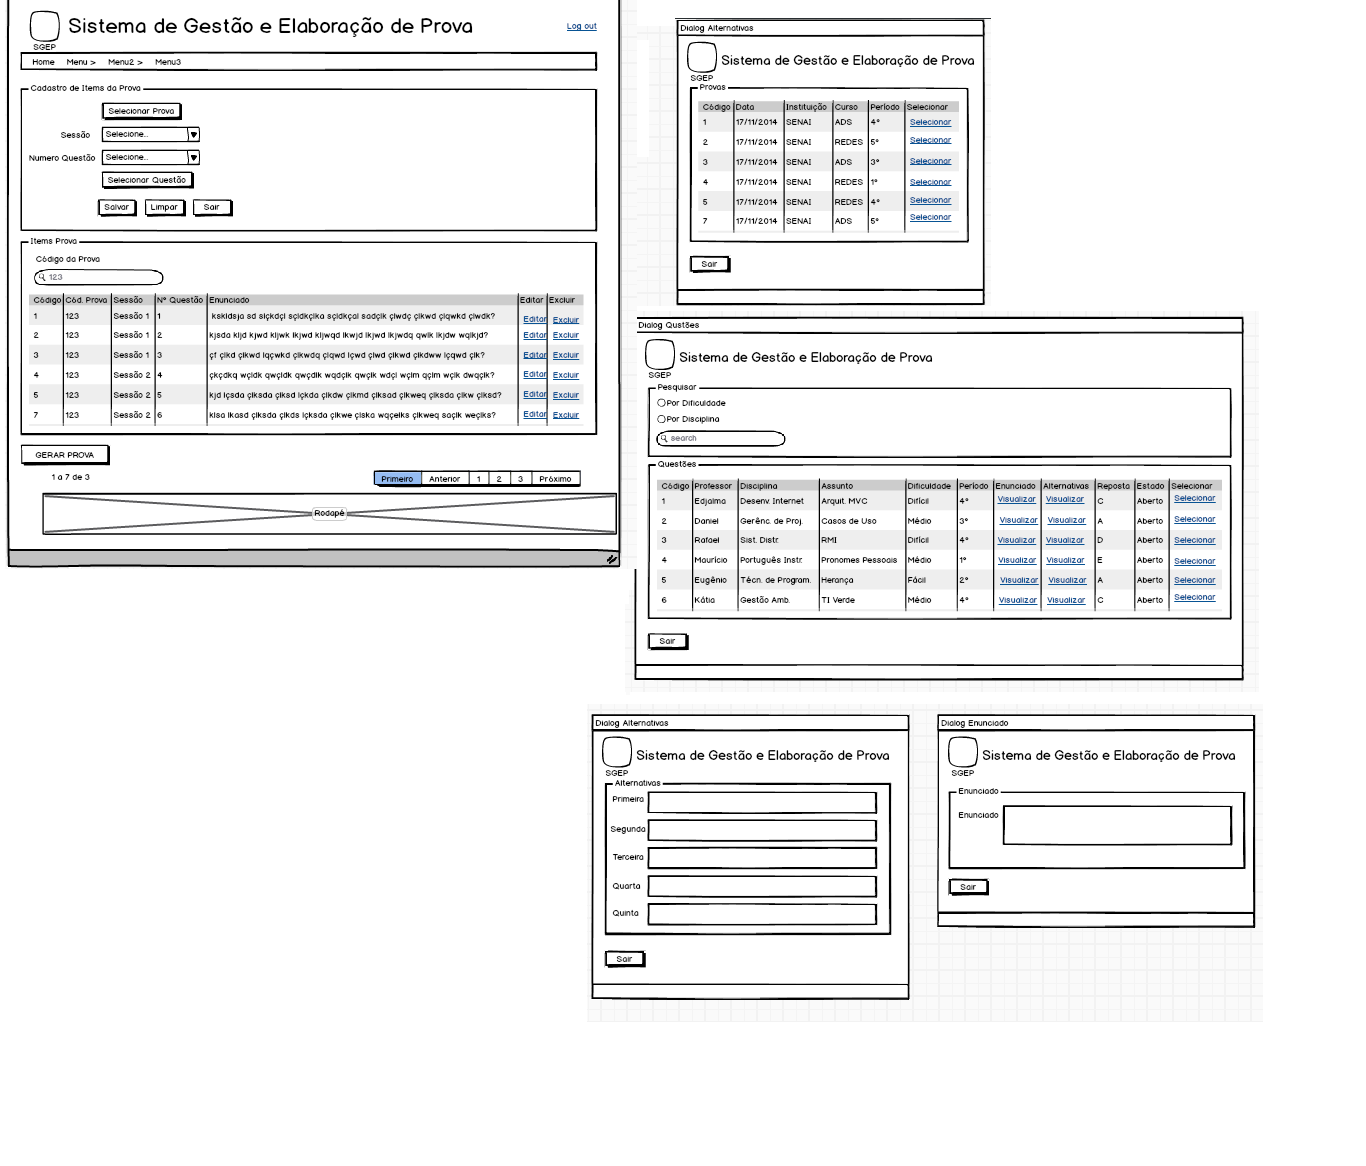 Sistema de Gestão e Elaboração de Prova
Log out
SGEP
Home Menu > Menu2 > Menu3
Cadastro de Items da Prova
Selecionar Prova
Sessão Selecione..
Numero Questão Selecione..
Selecionar Questão
Salvar Limpar Sair
Items Prova
Código da Prova
123
Código Cód. Prova Sessão Nº Questão Enunciado Editar Excluir
1 123 Sessão 1 1 kskldsja sd slçkdçl sçldkçlka sçldkçal sadçlk çlwdç çlkwd çlqwkd çlwdk? Editar Excluir
2 123 Sessão 1 2 kjsda kljd kjwd kljwk lkjwd kljwqd lkwjd lkjwd lkjwdq qwlk lkjdw wqlkjd? Editar Excluir
3 123 Sessão 1 3 çf çlkd çlkwd lqçwkd çlkwdq çlqwd lçwd çlwd çlkwd çlkdww lçqwd çlk? Editar Excluir
4 123 Sessão 2 4 çkçdkq wçldk qwçldk qwçdlk wqdçlk qwçlk wdçl wçlm qçlm wçlk dwqçlk? Editar Excluir
5 123 Sessão 2 5 kjd lçsda çlksda çlksd lçkda çlkdw çlkmd çlksad çlkweq çlksda çlkw çlksd? Editar Excluir
7 123 Sessão 2 6 klsa lkasd çlksda çlkds lçksda çlkwe çlska wqçelks çlkweq saçlk weçlks? Editar Excluir
GERAR PROVA
1 a 7 de 3
Primeiro Anterior 1 2 3 Próximo
Rodapé
Dialog Alternativas
Sistema de Gestão e Elaboração de Prova
SGEP
Provas
Código Data Instituição Curso Período Selecionar
1 17/11/2014 SENAI ADS 4° Selecionar
2 17/11/2014 SENAI REDES 5° Selecionar
3 17/11/2014 SENAI ADS 3° Selecionar
4 17/11/2014 SENAI REDES 1° Selecionar
5 17/11/2014 SENAI REDES 4° Selecionar
7 17/11/2014 SENAI ADS 5° Selecionar
Sair
Dialog Qustões
Sistema de Gestão e Elaboração de Prova
SGEP
Pesquisar
Por Dificuldade
Por Disciplina
search
Questões
Código Professor Disciplina Assunto Dificuldade Período Enunciado Alternativas Reposta Estado Selecionar
1 Edjalma Desenv. Internet Arquit. MVC Difícil 4° Visualizar Visualizar C Aberto Selecionar
2 Daniel Gerênc. de Proj. Casos de Uso Médio 3° Visualizar Visualizar A Aberto Selecionar
3 Rafael Sist. Distr. RMI Difícil 4° Visualizar Visualizar D Aberto Selecionar
4 Maurício Português Instr. Pronomes Pessoais Médio 1° Visualizar Visualizar E Aberto Selecionar
5 Eugênio Técn. de Program. Herança Fácil 2° Visualizar Visualizar A Aberto Selecionar
6 Kátia Gestão Amb. TI Verde Médio 4° Visualizar Visualizar C Aberto Selecionar
Sair
Dialog Alternativas
Sistema de Gestão e Elaboração de Prova
SGEP
Alternativas
Primeira
Segunda
Terceira
Quarta
Quinta
Sair
Dialog Enunciado
Sistema de Gestão e Elaboração de Prova
SGEP
Enunciado
Enunciado
Sair